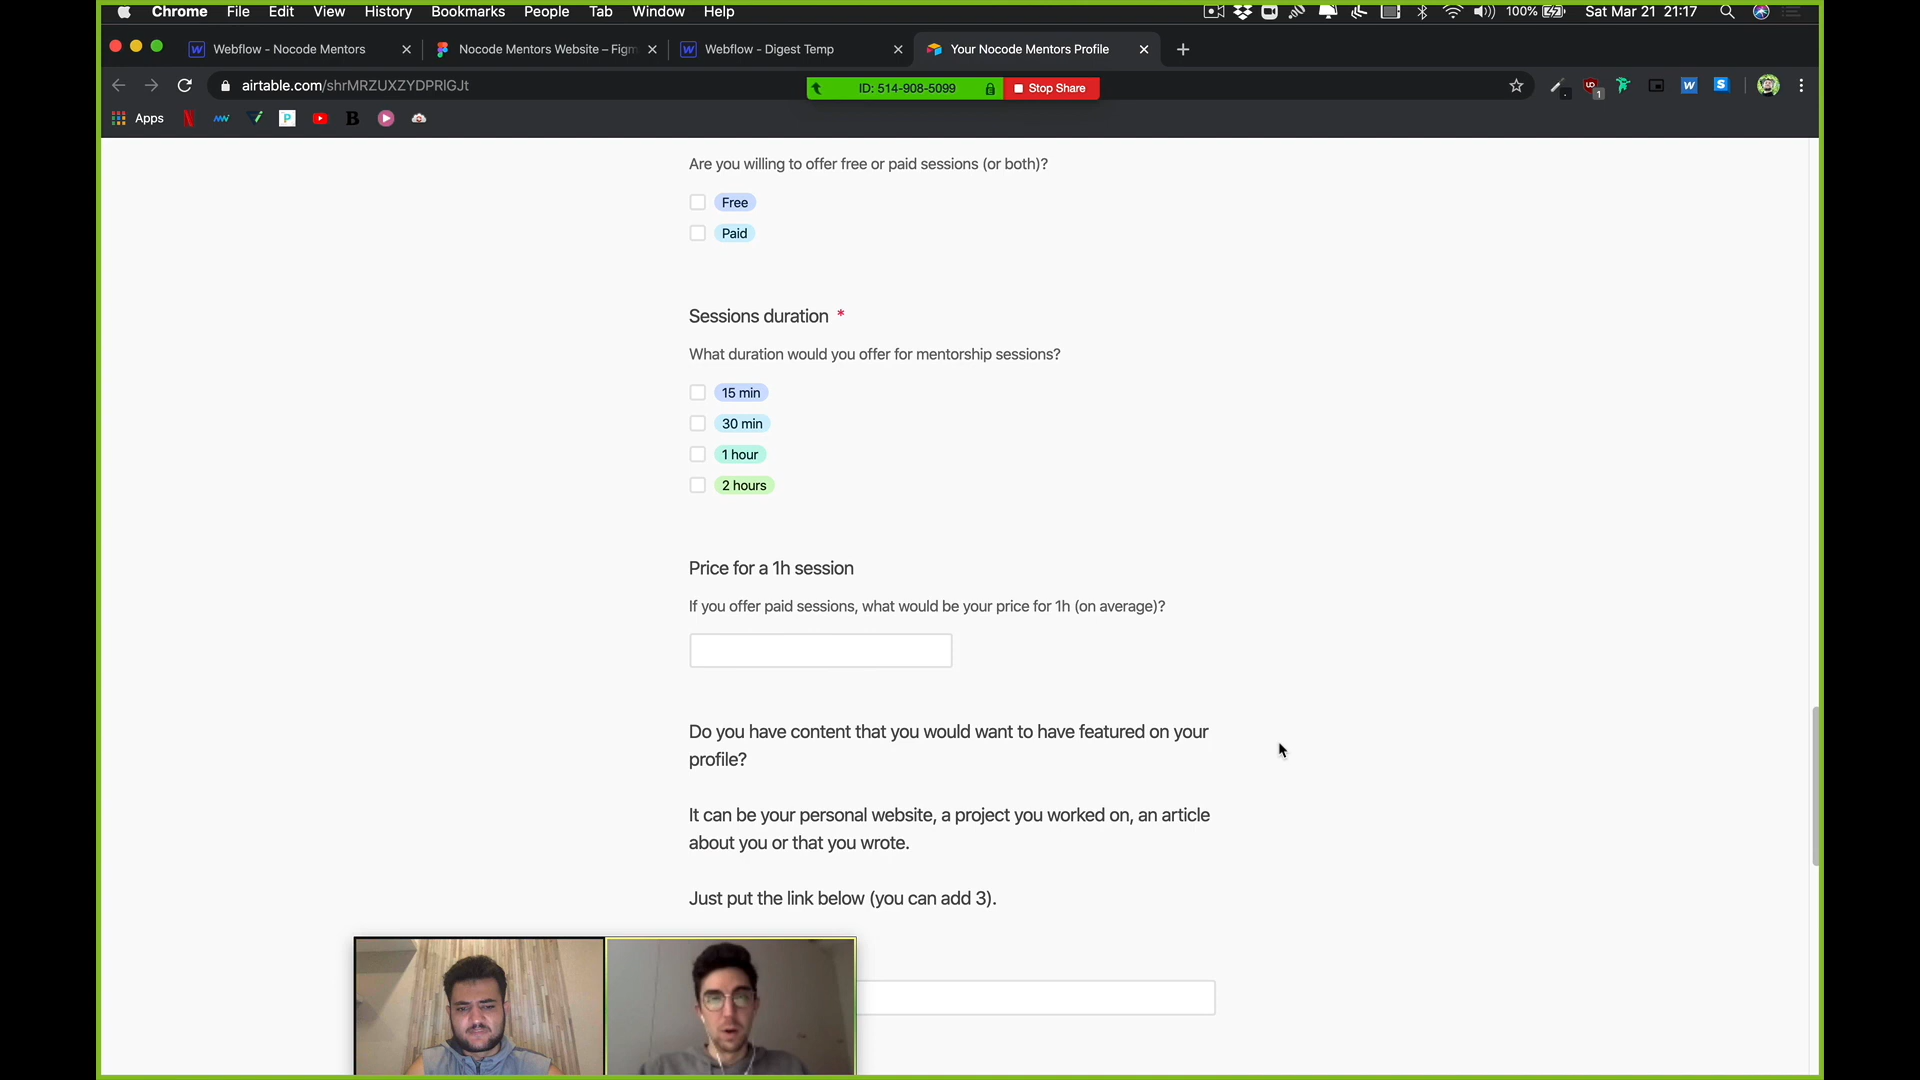 Chrome File Edit View History Bookmarks People Tab Window Help 100% Sat Mar 21 21:17
Webflow - Nocode Mentors Nocode Mentors Website – Figm Webflow - Digest Temp Your Nocode Mentors Profile
airtable.com/shrMRZUXZYDPRlGJt ID: 514-908-5099 Stop Share
Apps
Are you willing to offer free or paid sessions (or both)?
Free
Paid
Sessions duration *
What duration would you offer for mentorship sessions?
15 min
30 min
1 hour
2 hours
Price for a 1h session
If you offer paid sessions, what would be your price for 1h (on average)?
Do you have content that you would want to have featured on your
profile?
It can be your personal website, a project you worked on, an article
about you or that you wrote.
Just put the link below (you can add 3).